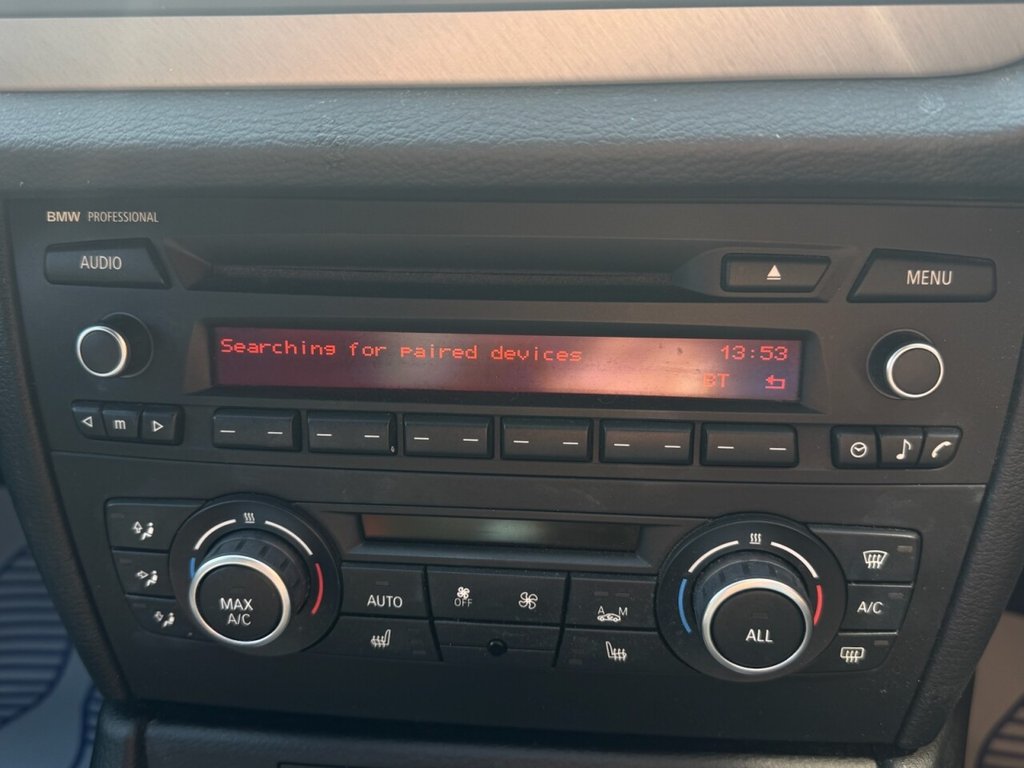 BMW PROFESSIONAL
AUDIO
MENU
Searching for paired devices 13:53
BT
m
MAX
A/C
AUTO
OFF
A M
ALL
A/C